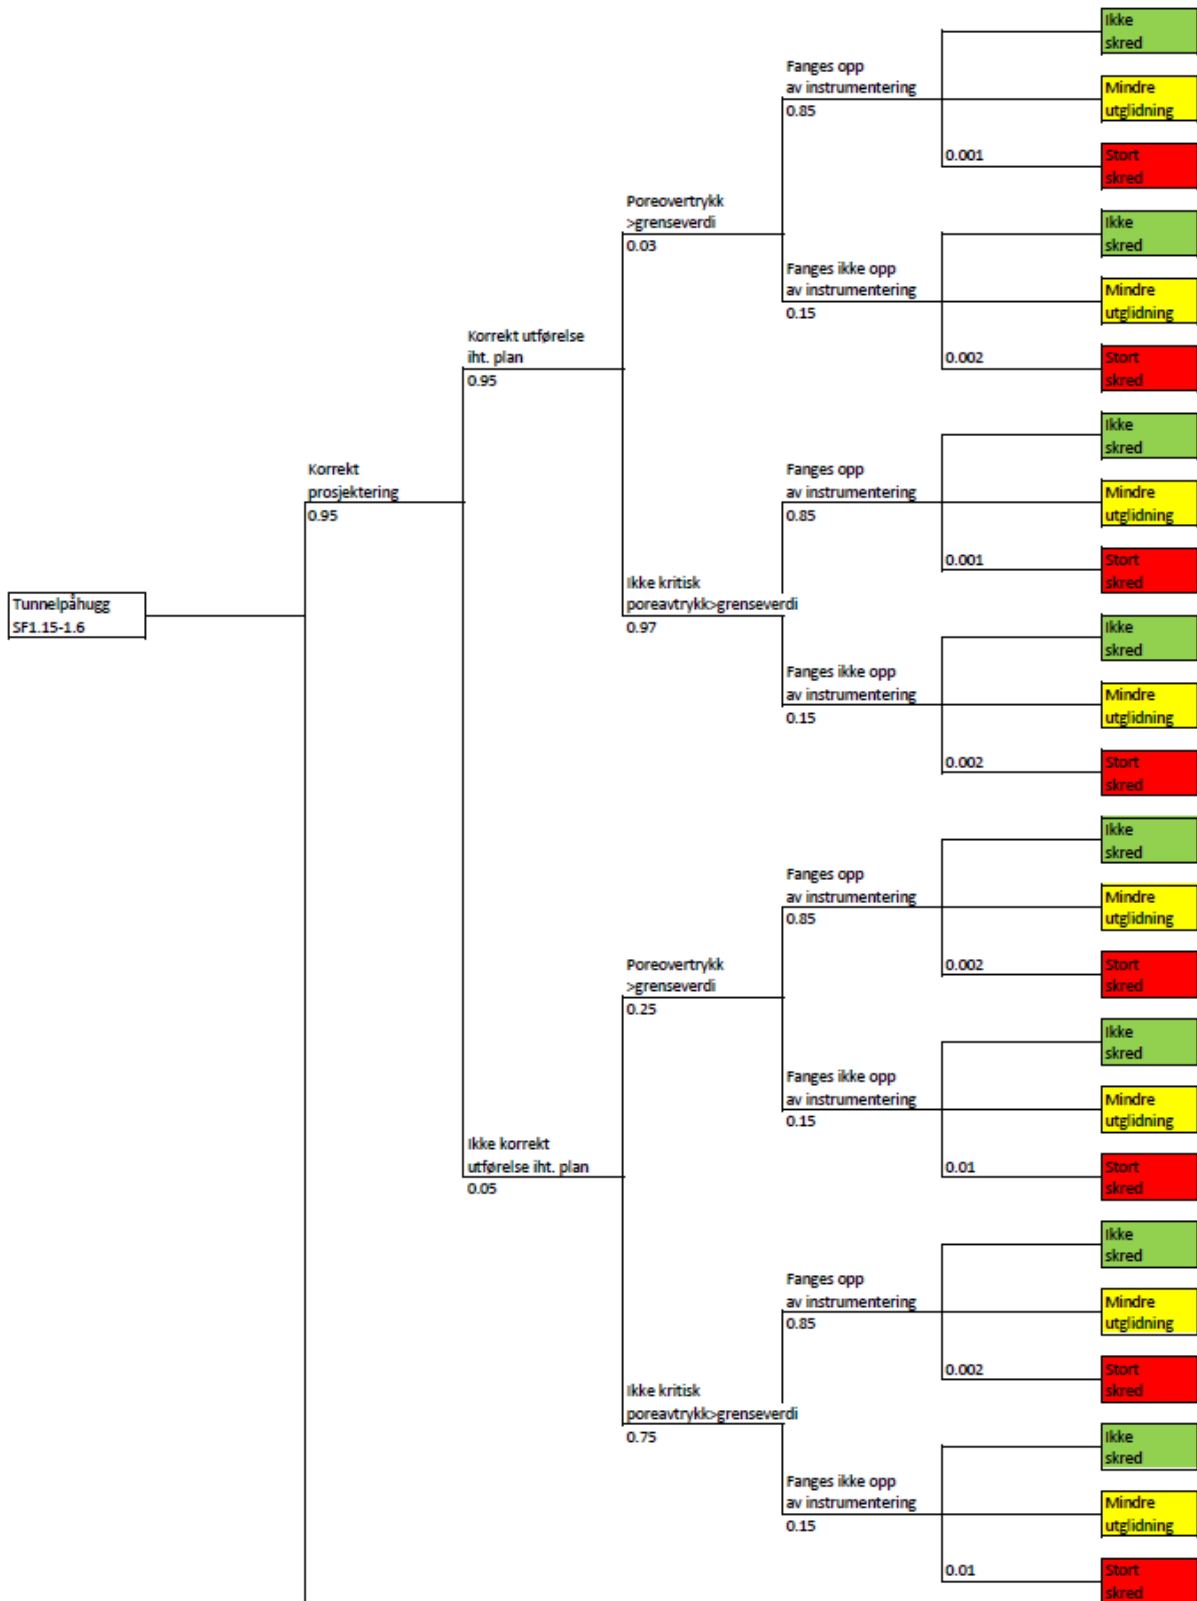 Tunnelpåhugg
SF1.15-1.6
Korrekt
prosjektering
0.95
Korrekt utførelse
iht. plan
0.95
Poreovertrykk
>grenseverdi
0.03
Fanges opp
av instrumentering
0.85
Ikke
skred
Mindre
utglidning
0.001
Stort
skred
Fanges ikke opp
av instrumentering
0.15
Ikke
skred
Mindre
utglidning
0.002
Stort
skred
Ikke kritisk
poreavtrykk>grenseverdi
0.97
Fanges opp
av instrumentering
0.85
Ikke
skred
Mindre
utglidning
0.001
Stort
skred
Fanges ikke opp
av instrumentering
0.15
Ikke
skred
Mindre
utglidning
0.002
Stort
skred
Ikke korrekt
utførelse iht. plan
0.05
Poreovertrykk
>grenseverdi
0.25
Fanges opp
av instrumentering
0.85
Ikke
skred
Mindre
utglidning
0.002
Stort
skred
Fanges ikke opp
av instrumentering
0.15
Ikke
skred
Mindre
utglidning
0.01
Stort
skred
Ikke kritisk
poreavtrykk>grenseverdi
0.75
Fanges opp
av instrumentering
0.85
Ikke
skred
Mindre
utglidning
0.002
Stort
skred
Fanges ikke opp
av instrumentering
0.15
Ikke
skred
Mindre
utglidning
0.01
Stort
skred